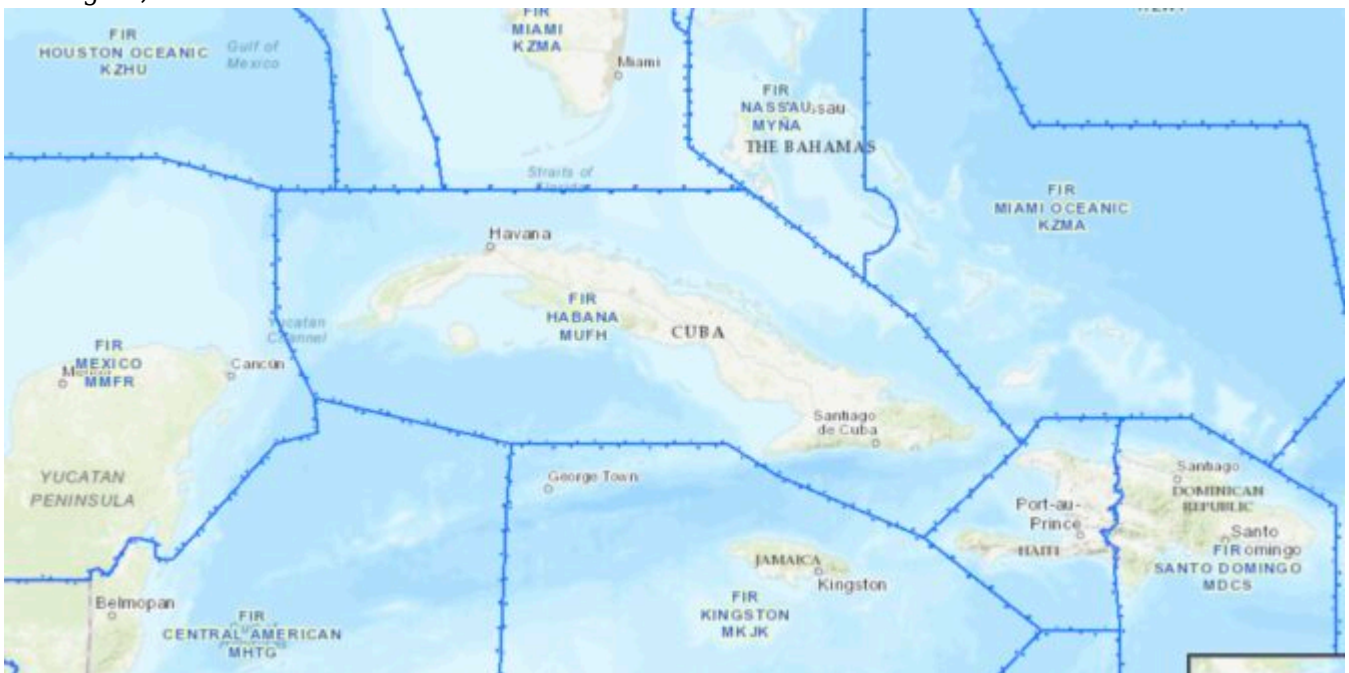 FIR
HOUSTON OCEANIC
KZHU
Gulf of
Mexico
FIR
MIAMI
KZMA
Miami
FIR
NASSAU
MYNA
THE BAHAMAS
Straits of
FIR
MIAMI OCEANIC
KZMA
Havana
FIR
HABANA
MUFH
CUBA
Yucatan
Channel
FIR
MEXICO
MMFR
Cancún
Santiago
de Cuba
YUCATAN
PENINSULA
George Town
Santiago
DOMINICAN
REPUBLIC
Port-au-
Prince
HAITI
Santo
FIR
SANTO DOMINGO
MDCS
JAMAICA
Kingston
FIR
KINGSTON
MKJK
Belmopan
FIR
CENTRAL AMERICAN
MHTG